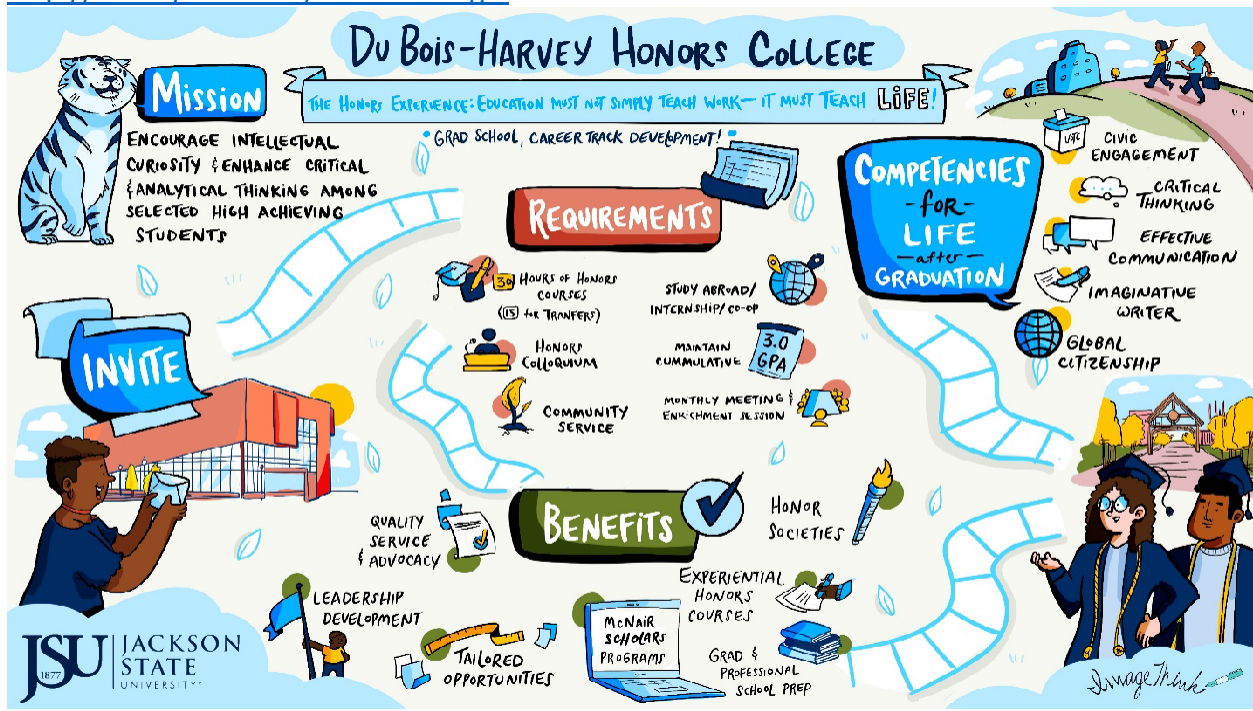 DU BOIS-HARVEY HONORS COLLEGE
THE HONORS EXPERIENCE: EDUCATION MUST NOT SIMPLY TEACH WORK— IT MUST TEACH LIFE!
• GRAD SCHOOL, CAREER TRACK DEVELOPMENT! •
MISSION
ENCOURAGE INTELLECTUAL
CURIOSITY & ENHANCE CRITICAL
& ANALYTICAL THINKING AMONG
SELECTED HIGH ACHIEVING
STUDENTS
INVITE
REQUIREMENTS
30 HOURS OF HONORS
COURSES
(15 for TRANFERS)
HONORS
COLLOQUIUM
COMMUNITY
SERVICE
STUDY ABROAD/
INTERNSHIP/CO-OP
MAINTAIN
CUMMULATIVE
3.0
GPA
MONTHLY MEETING &
ENRICHMENT SESSION
COMPETENCIES
-for-
LIFE
—after—
GRADUATION
VOTE
CIVIC
ENGAGEMENT
CRITICAL
THINKING
EFFECTIVE
COMMUNICATION
IMAGINATIVE
WRITER
GLOBAL
CITIZENSHIP
BENEFITS
QUALITY
SERVICE
& ADVOCACY
LEADERSHIP
DEVELOPMENT
TAILORED
OPPORTUNITIES
MCNAIR
SCHOLARS
PROGRAMS
EXPERIENTIAL
HONORS
COURSES
GRAD &
PROFESSIONAL
SCHOOL PREP
HONOR
SOCIETIES
JSU
1877
JACKSON
STATE
UNIVERSITY
ImageThink